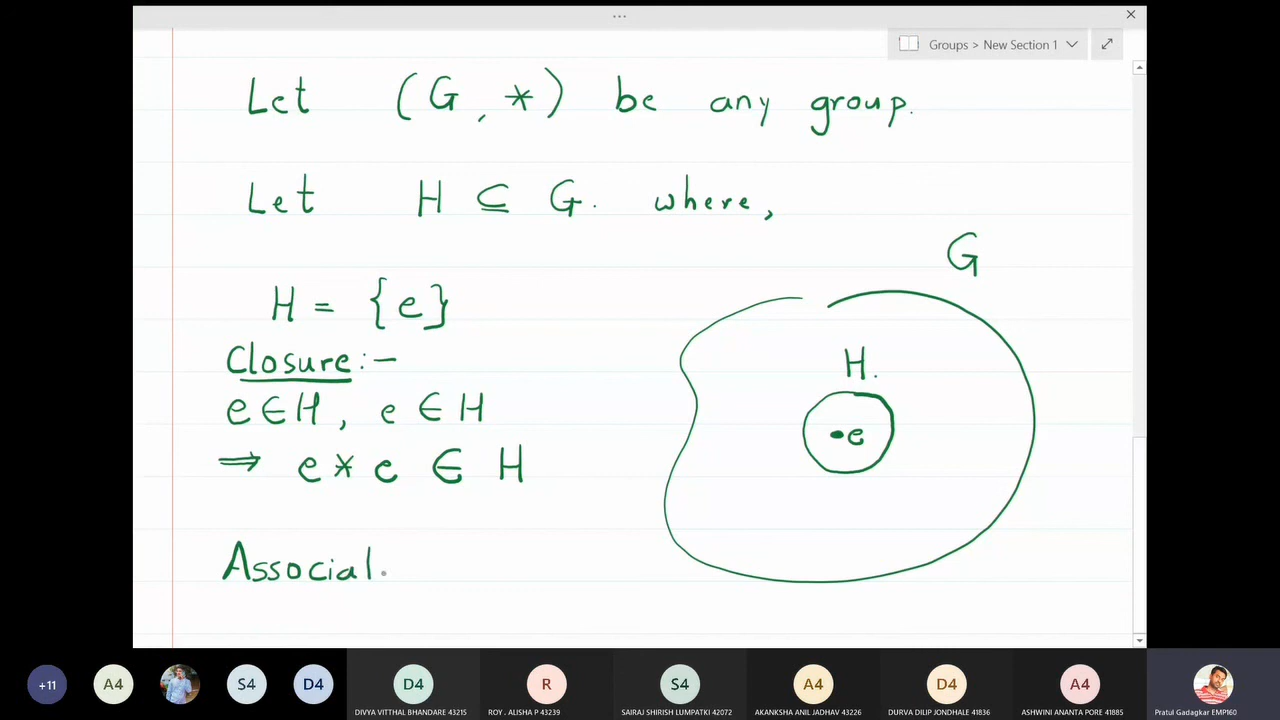 Groups > New Section 1
Let (G, *) be any group.
Let H ⊆ G. where,
G
H = {e}
H.
Closure:-
e ∈ H, e ∈ H
•e
⇒ e * e ∈ H
Associat
+11
A4
S4
D4
D4
R
S4
A4
D4
A4
DIVYA VITTHAL BHANDARE 43215
ROY . ALISHA P 43239
SAIRAJ SHIRISH LUMPATKI 42072
AKANKSHA ANIL JADHAV 43226
DURVA DILIP JONDHALE 41836
ASHWINI ANANTA PORE 41885
Pratul Gadagkar EMP160